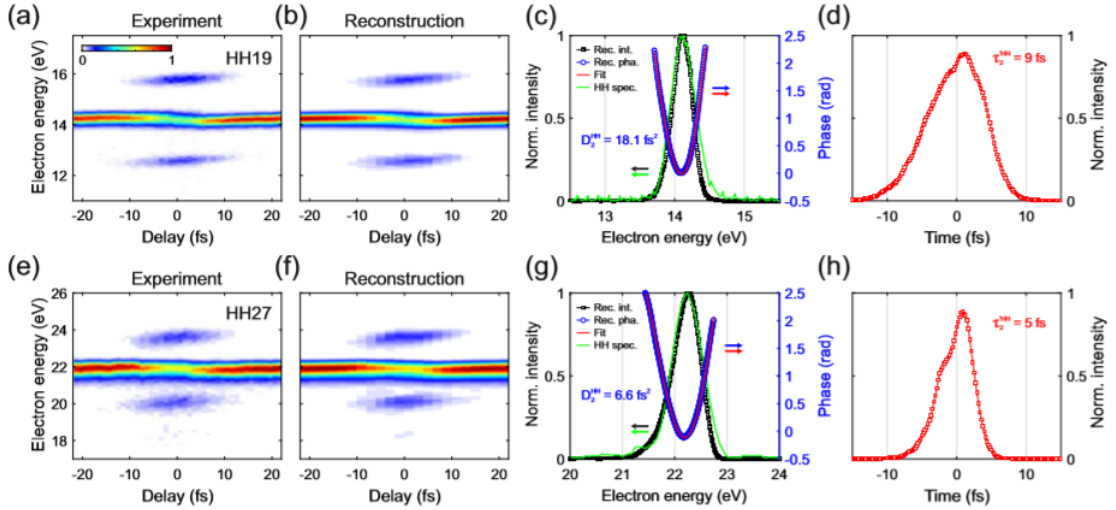 (a) Experiment
0 1
HH19
Electron energy (eV)
16
14
12
-20 -10 0 10 20
Delay (fs)
(b) Reconstruction
-20 -10 0 10 20
Delay (fs)
(c)
Norm. intensity
1
0.5
0
Rec. int.
Rec. pha.
Fit
HH spec.
D₂ᴴᴴ = 18.1 fs²
2.5
2
1.5
1
0.5
0
-0.5
Phase (rad)
13 14 15
Electron energy (eV)
(d)
τ₂ᴴᴴ = 9 fs
1
0.5
0
Norm. intensity
-10 0 10
Time (fs)
(e) Experiment
HH27
Electron energy (eV)
26
24
22
20
17
-20 -10 0 10 20
Delay (fs)
(f) Reconstruction
-20 -10 0 10 20
Delay (fs)
(g)
Norm. intensity
1
0.5
0
Rec. int.
Rec. pha.
Fit
HH spec.
D₂ᴴᴴ = 6.6 fs²
2.5
2
1.5
1
0.5
0
-0.5
Phase (rad)
20 21 22 23 24
Electron energy (eV)
(h)
τ₂ᴴᴴ = 5 fs
1
0.5
0
Norm. intensity
-10 0 10
Time (fs)